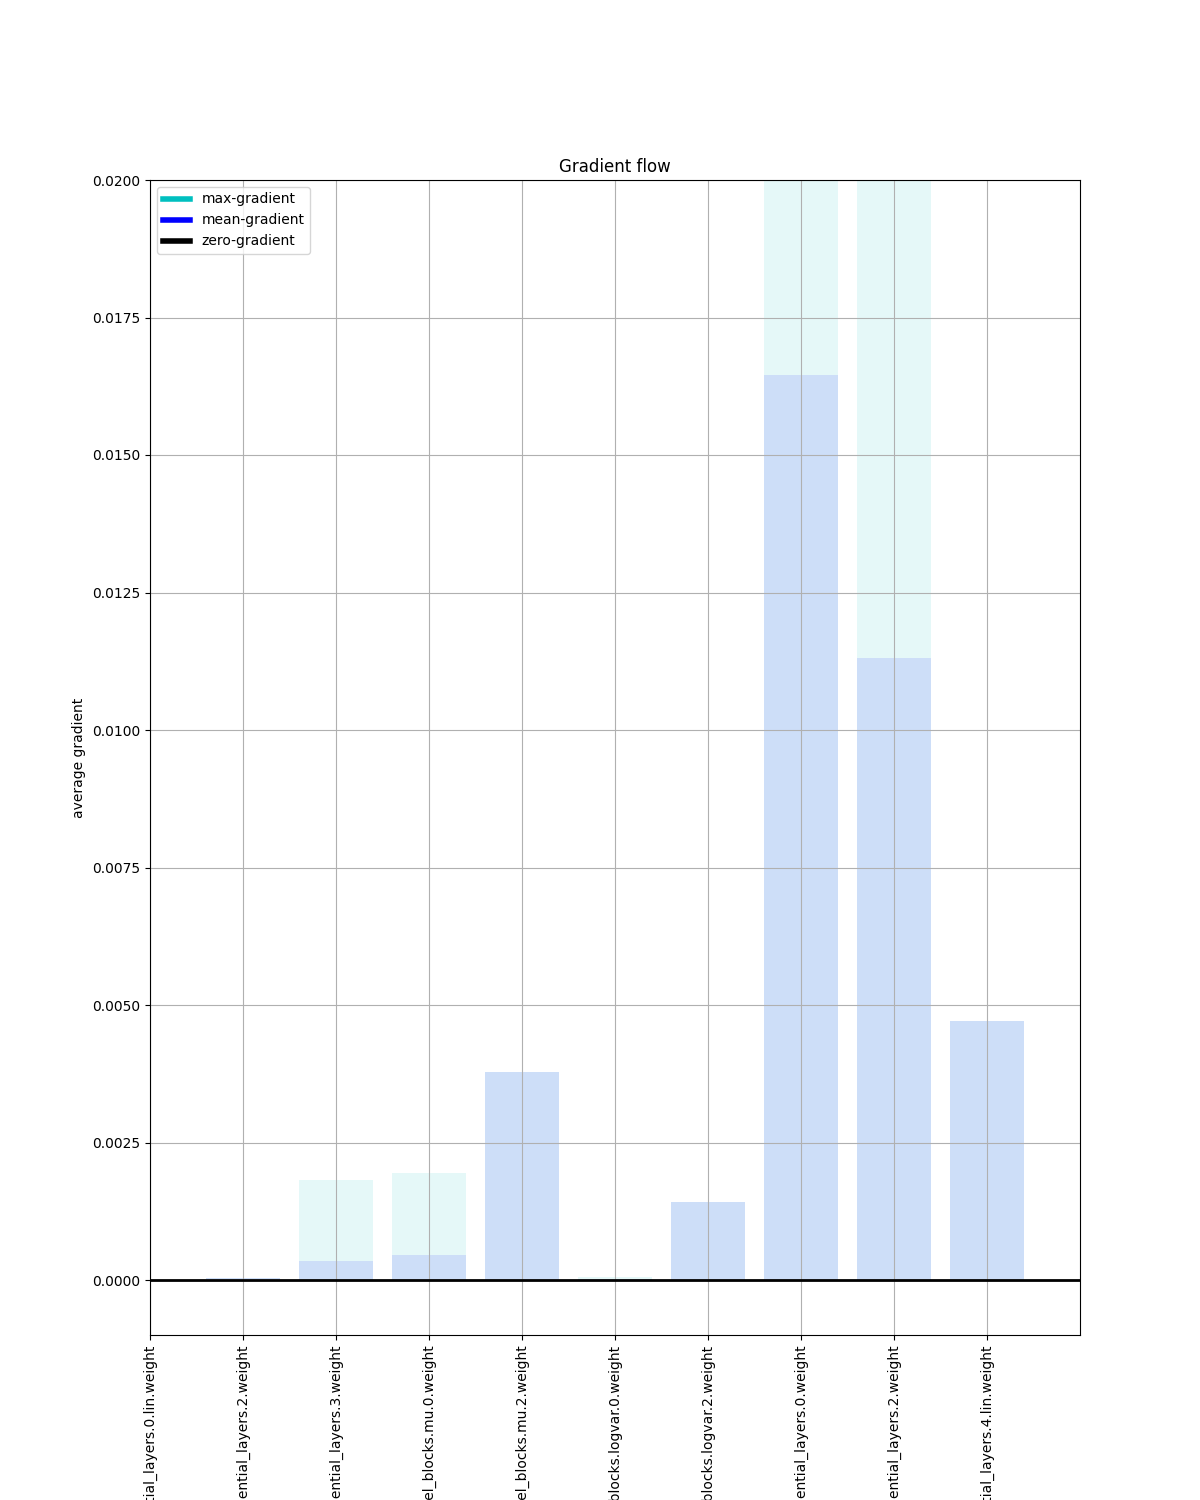 Gradient flow
max-gradient
mean-gradient
zero-gradient
0.0200
0.0175
0.0150
0.0125
0.0100
0.0075
0.0050
0.0025
0.0000
average gradient
tial_layers.0.lin.weight
ential_layers.2.weight
ential_layers.3.weight
el_blocks.mu.0.weight
el_blocks.mu.2.weight
blocks.logvar.0.weight
blocks.logvar.2.weight
ential_layers.0.weight
ential_layers.2.weight
tial_layers.4.lin.weight